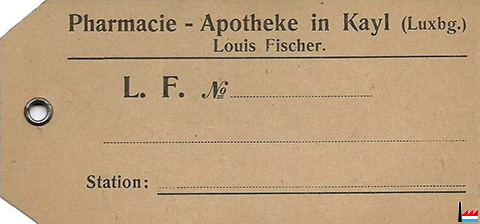 Pharmacie - Apotheke in Kayl (Luxbg.)
Louis Fischer.
L. F. №
Station: